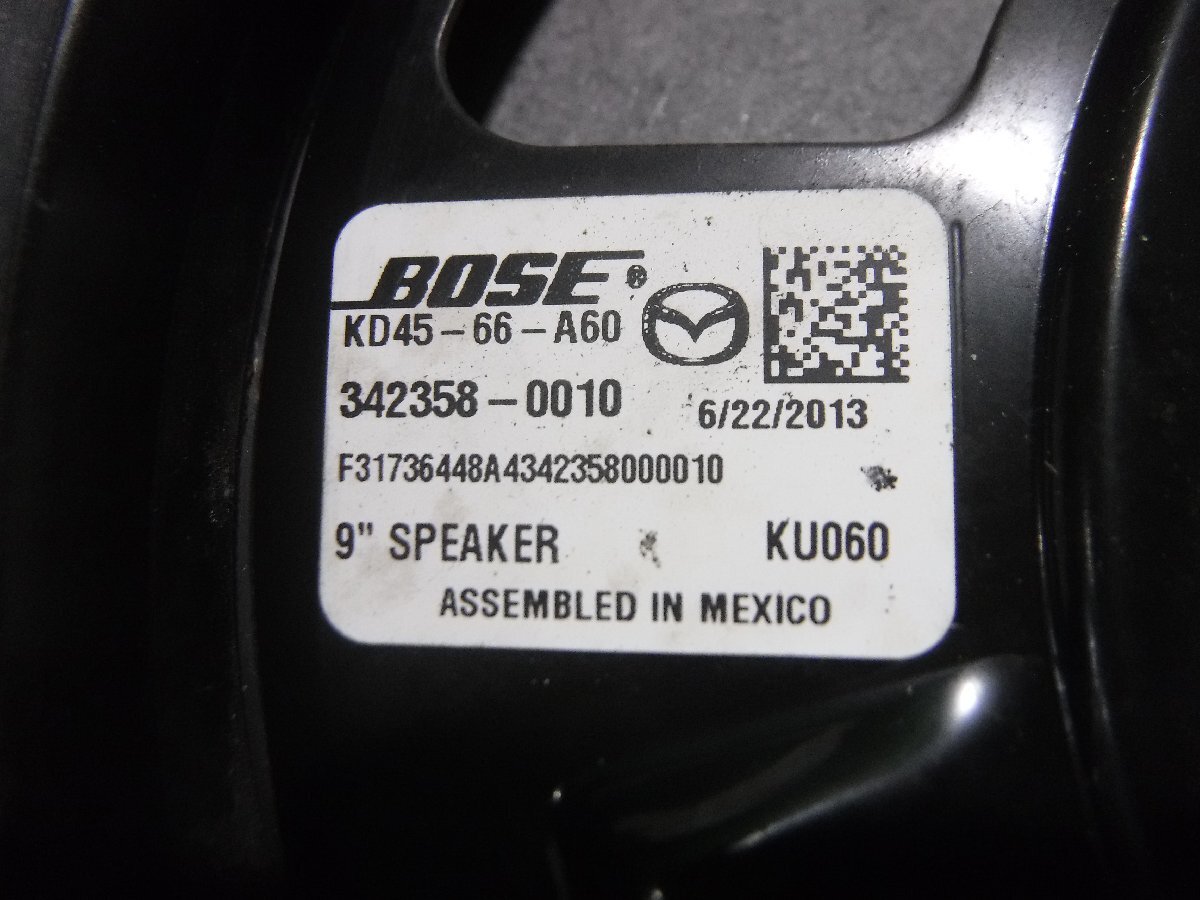 BOSE®
KD45-66-A60
342358-0010 6/22/2013
F31736448A4342358000010
9" SPEAKER KU060
ASSEMBLED IN MEXICO